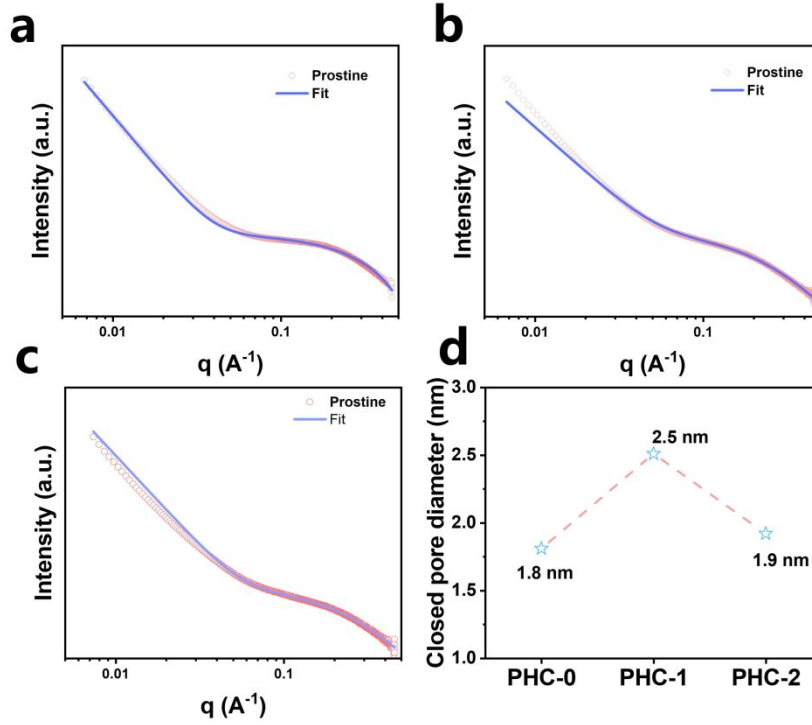 a
Prostine
Fit
Intensity (a.u.)
0.01
0.1
q (A⁻¹)
b
Prostine
Fit
Intensity (a.u.)
0.01
0.1
q (A⁻¹)
c
Prostine
Fit
Intensity (a.u.)
0.01
0.1
q (A⁻¹)
d
Closed pore diameter (nm)
3.0
2.5
2.0
1.5
1.0
2.5 nm
1.8 nm
1.9 nm
PHC-0
PHC-1
PHC-2